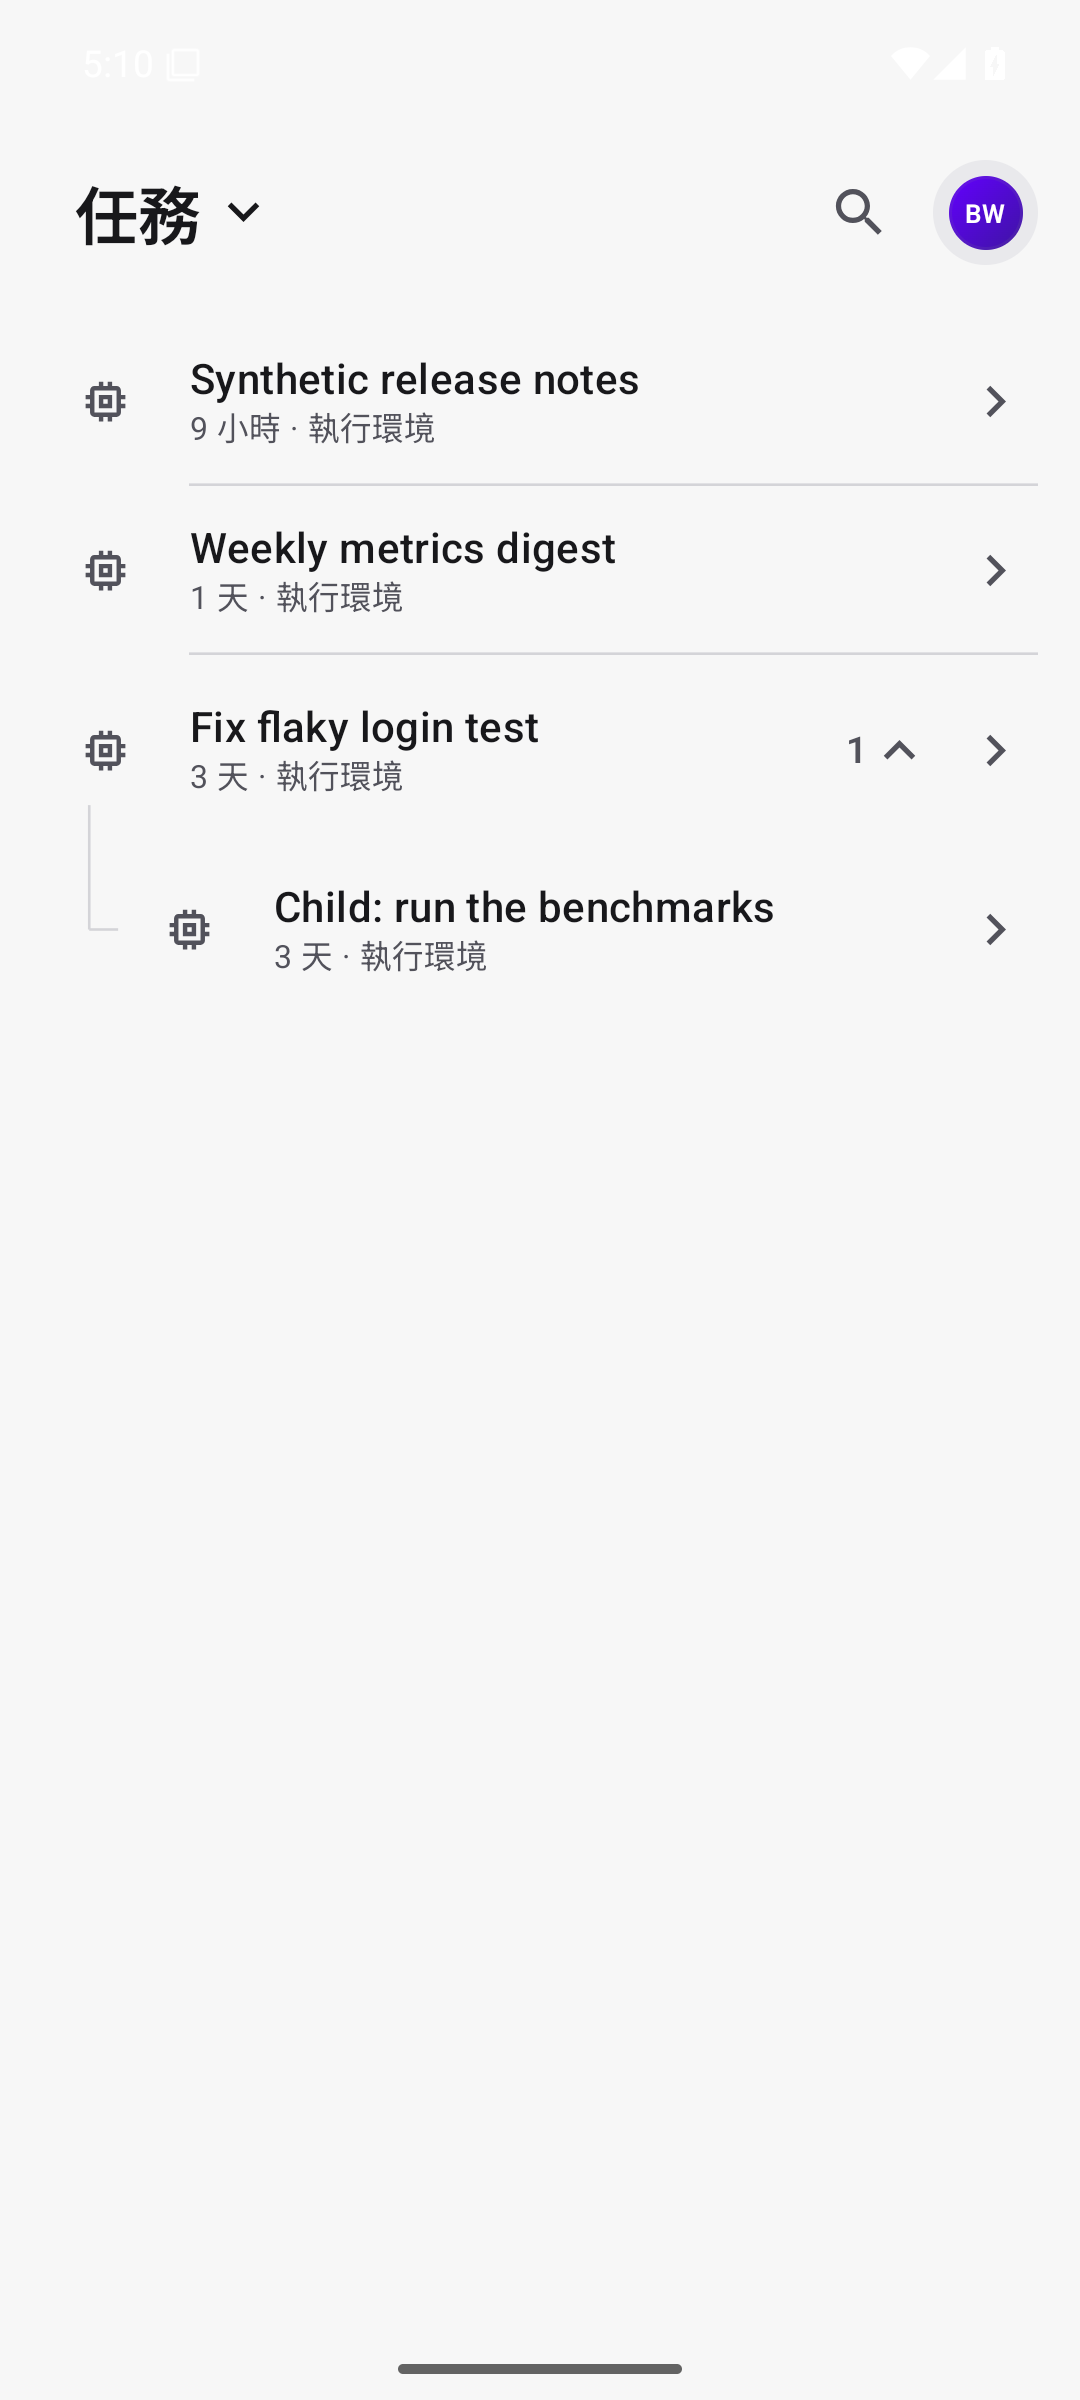 5:10
任務
BW
Synthetic release notes
9 小時 · 執行環境
Weekly metrics digest
1 天 · 執行環境
Fix flaky login test
3 天 · 執行環境
1
Child: run the benchmarks
3 天 · 執行環境